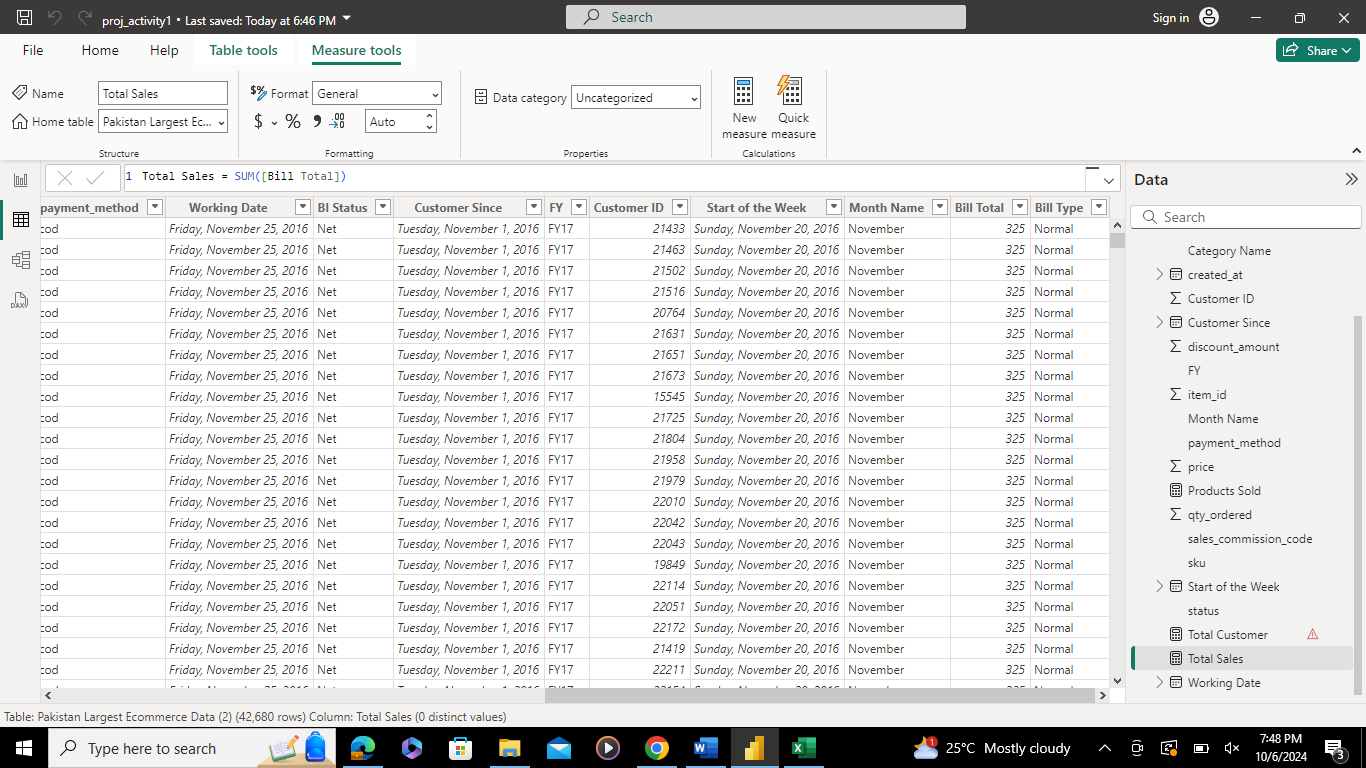 proj_activity1 • Last saved: Today at 6:46 PM
Search
Sign in
File Home Help Table tools Measure tools
Share
Name Total Sales
Home table Pakistan Largest Ec...
Structure
Format General
$ % 9 .00 Auto
Formatting
Data category Uncategorized
Properties
New measure
Quick measure
Calculations
1 Total Sales = SUM([Bill Total])
payment_method Working Date BI Status Customer Since FY Customer ID Start of the Week Month Name Bill Total Bill Type
cod Friday, November 25, 2016 Net Tuesday, November 1, 2016 FY17 21433 Sunday, November 20, 2016 November 325 Normal
cod Friday, November 25, 2016 Net Tuesday, November 1, 2016 FY17 21463 Sunday, November 20, 2016 November 325 Normal
cod Friday, November 25, 2016 Net Tuesday, November 1, 2016 FY17 21502 Sunday, November 20, 2016 November 325 Normal
cod Friday, November 25, 2016 Net Tuesday, November 1, 2016 FY17 21516 Sunday, November 20, 2016 November 325 Normal
cod Friday, November 25, 2016 Net Tuesday, November 1, 2016 FY17 20764 Sunday, November 20, 2016 November 325 Normal
cod Friday, November 25, 2016 Net Tuesday, November 1, 2016 FY17 21631 Sunday, November 20, 2016 November 325 Normal
cod Friday, November 25, 2016 Net Tuesday, November 1, 2016 FY17 21651 Sunday, November 20, 2016 November 325 Normal
cod Friday, November 25, 2016 Net Tuesday, November 1, 2016 FY17 21673 Sunday, November 20, 2016 November 325 Normal
cod Friday, November 25, 2016 Net Tuesday, November 1, 2016 FY17 15545 Sunday, November 20, 2016 November 325 Normal
cod Friday, November 25, 2016 Net Tuesday, November 1, 2016 FY17 21725 Sunday, November 20, 2016 November 325 Normal
cod Friday, November 25, 2016 Net Tuesday, November 1, 2016 FY17 21804 Sunday, November 20, 2016 November 325 Normal
cod Friday, November 25, 2016 Net Tuesday, November 1, 2016 FY17 21958 Sunday, November 20, 2016 November 325 Normal
cod Friday, November 25, 2016 Net Tuesday, November 1, 2016 FY17 21979 Sunday, November 20, 2016 November 325 Normal
cod Friday, November 25, 2016 Net Tuesday, November 1, 2016 FY17 22010 Sunday, November 20, 2016 November 325 Normal
cod Friday, November 25, 2016 Net Tuesday, November 1, 2016 FY17 22042 Sunday, November 20, 2016 November 325 Normal
cod Friday, November 25, 2016 Net Tuesday, November 1, 2016 FY17 22043 Sunday, November 20, 2016 November 325 Normal
cod Friday, November 25, 2016 Net Tuesday, November 1, 2016 FY17 19849 Sunday, November 20, 2016 November 325 Normal
cod Friday, November 25, 2016 Net Tuesday, November 1, 2016 FY17 22114 Sunday, November 20, 2016 November 325 Normal
cod Friday, November 25, 2016 Net Tuesday, November 1, 2016 FY17 22051 Sunday, November 20, 2016 November 325 Normal
cod Friday, November 25, 2016 Net Tuesday, November 1, 2016 FY17 22172 Sunday, November 20, 2016 November 325 Normal
cod Friday, November 25, 2016 Net Tuesday, November 1, 2016 FY17 21419 Sunday, November 20, 2016 November 325 Normal
cod Friday, November 25, 2016 Net Tuesday, November 1, 2016 FY17 22211 Sunday, November 20, 2016 November 325 Normal
Data
Search
Category Name
created_at
Customer ID
Customer Since
discount_amount
FY
item_id
Month Name
payment_method
price
Products Sold
qty_ordered
sales_commission_code
sku
Start of the Week
status
Total Customer
Total Sales
Working Date
Table: Pakistan Largest Ecommerce Data (2) (42,680 rows) Column: Total Sales (0 distinct values)
Type here to search
25°C Mostly cloudy
7:48 PM
10/6/2024
3